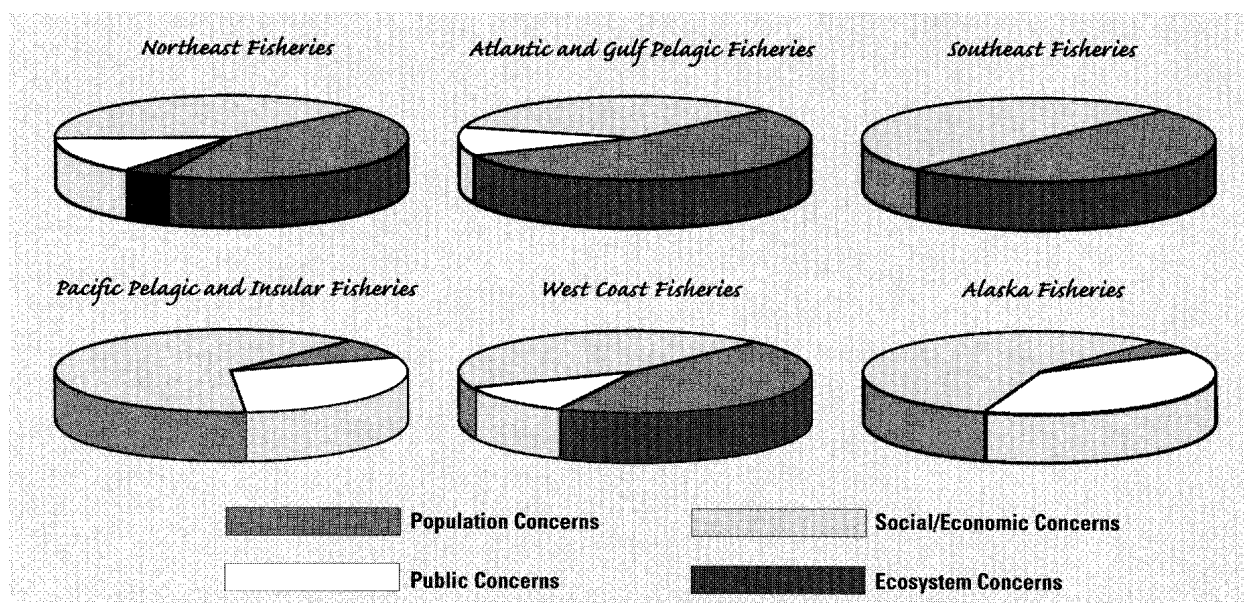 Northeast Fisheries
Atlantic and Gulf Pelagic Fisheries
Southeast Fisheries
Pacific Pelagic and Insular Fisheries
West Coast Fisheries
Alaska Fisheries
Population Concerns
Social/Economic Concerns
Public Concerns
Ecosystem Concerns